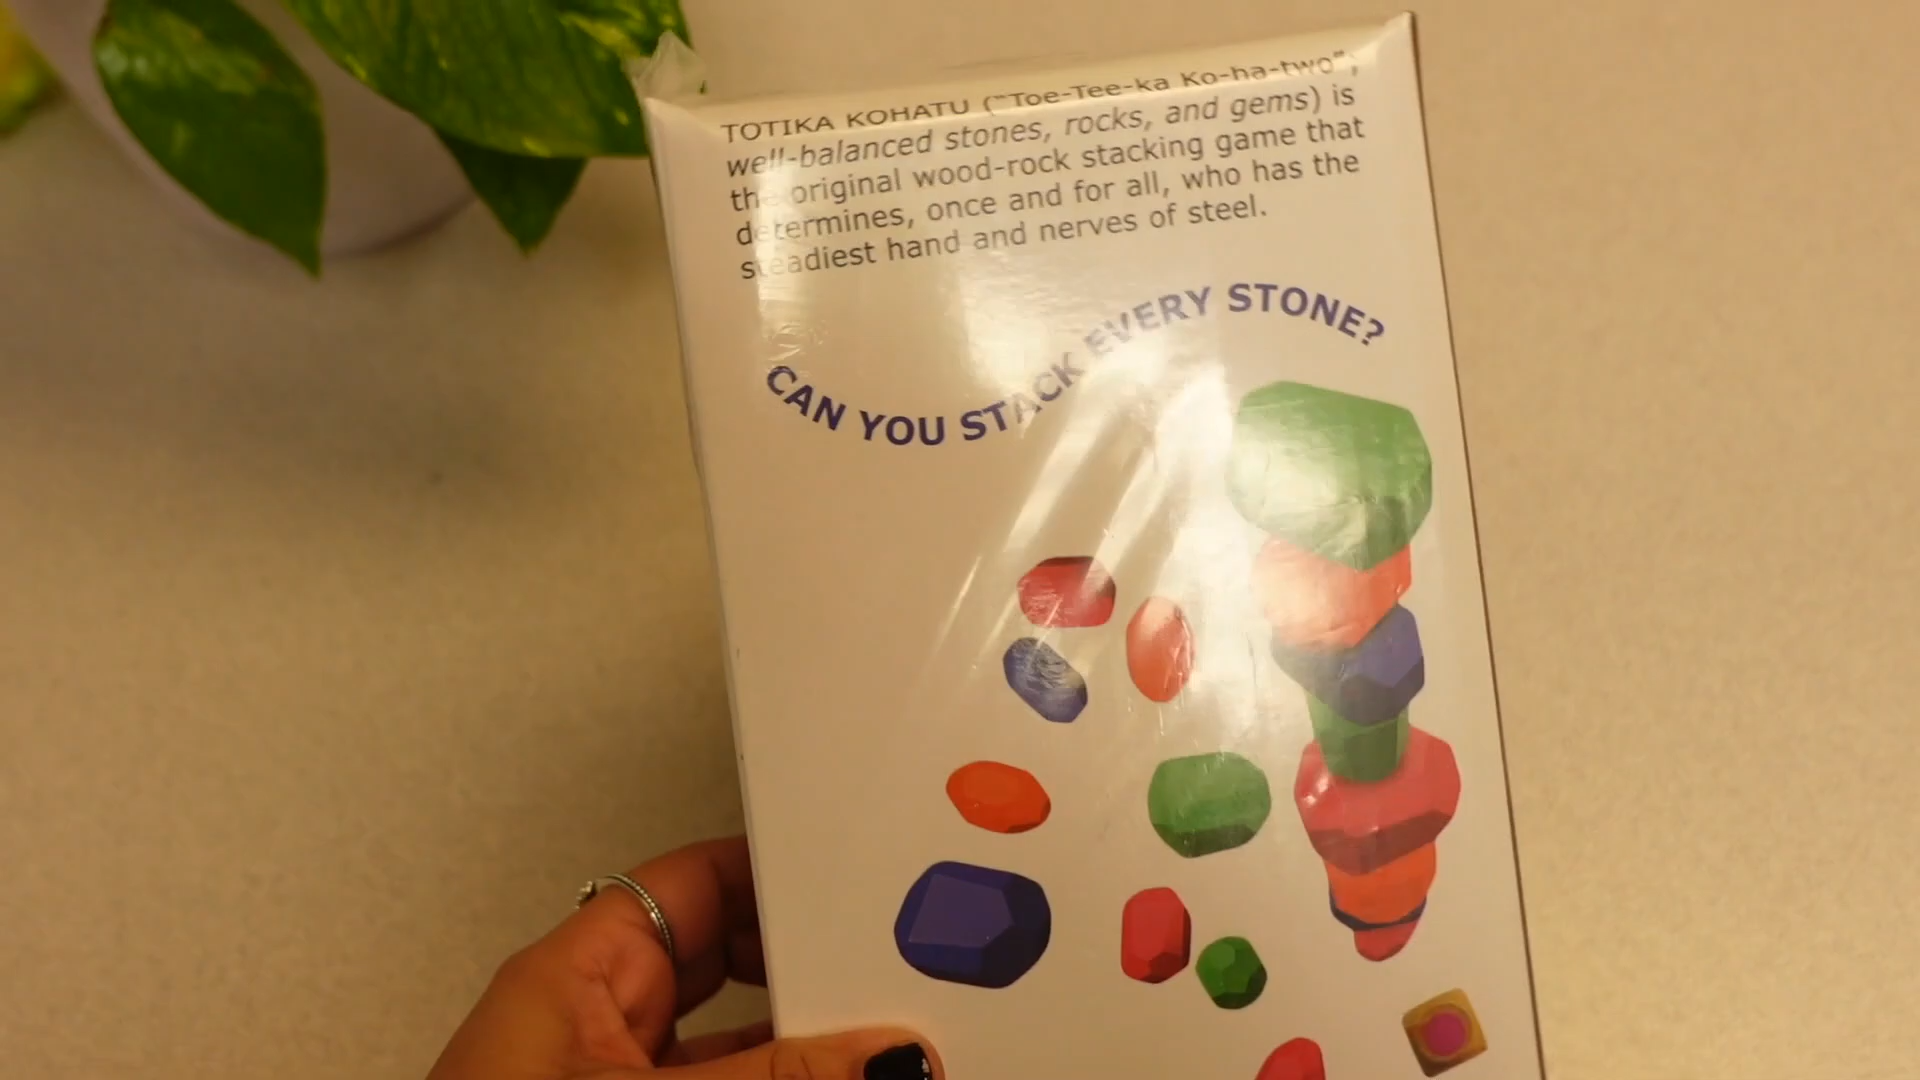 TOTIKA KOHATU ("Toe-Tee-ka Ko-ha-two",
well-balanced stones, rocks, and gems) is
the original wood-rock stacking game that
determines, once and for all, who has the
steadiest hand and nerves of steel.
CAN YOU STACK EVERY STONE?